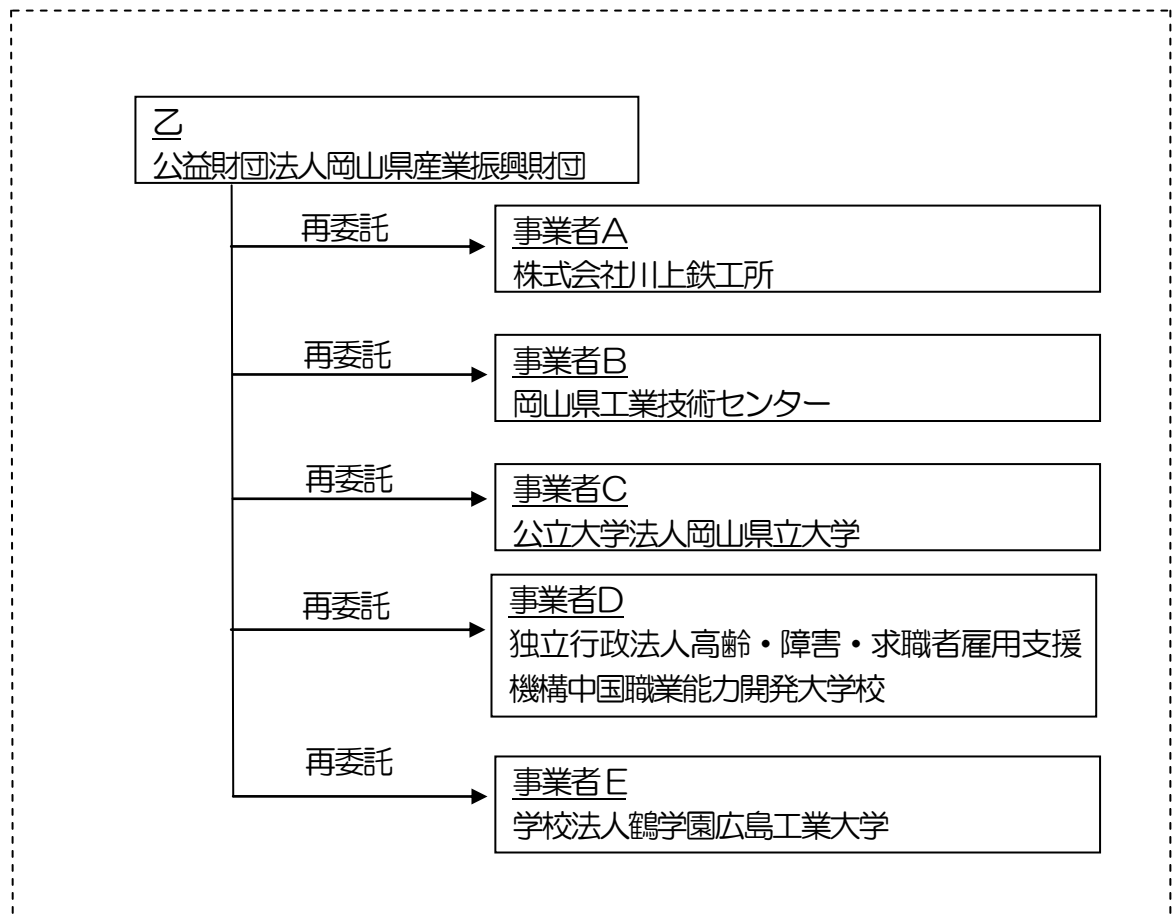 乙
公益財団法人岡山県産業振興財団
再委託
事業者A
株式会社川上鉄工所
再委託
事業者B
岡山県工業技術センター
再委託
事業者C
公立大学法人岡山県立大学
再委託
事業者D
独立行政法人高齢・障害・求職者雇用支援
機構中国職業能力開発大学校
再委託
事業者E
学校法人鶴学園広島工業大学